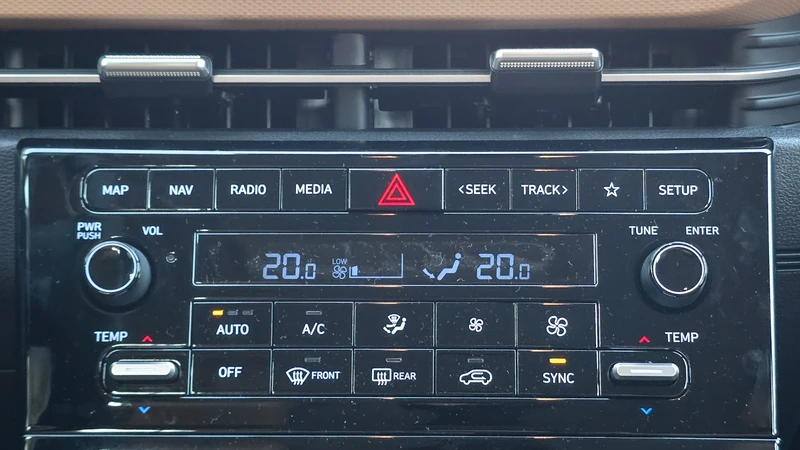 MAP NAV RADIO MEDIA <SEEK TRACK> SETUP
PWR
PUSH
VOL
TUNE ENTER
LOW
20.0 20.0
AUTO A/C
TEMP
TEMP
OFF FRONT REAR SYNC